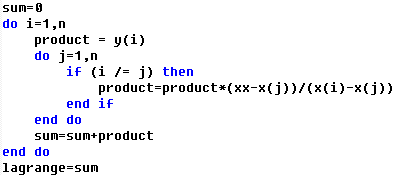 sum=0
do i=1,n
    product = y(i)
    do j=1,n
        if (i /= j) then
            product=product*(xx-x(j))/(x(i)-x(j))
        end if
    end do
    sum=sum+product
end do
lagrange=sum